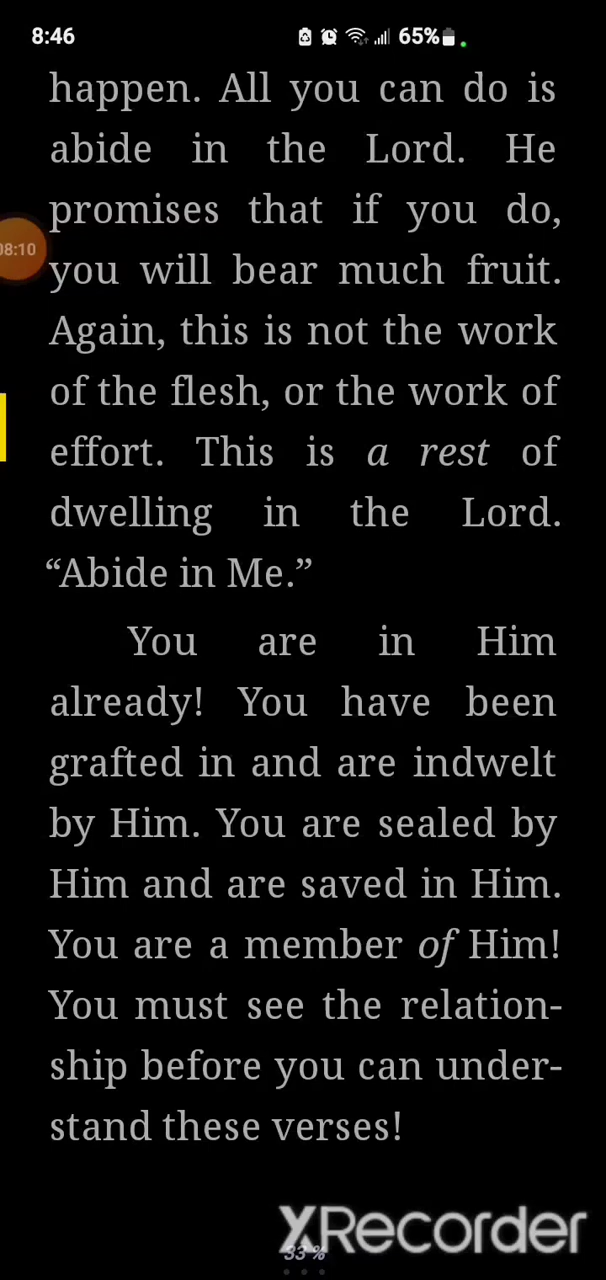 8:46
65%
happen. All you can do is
abide in the Lord. He
promises that if you do,
08:10
you will bear much fruit.
Again, this is not the work
of the flesh, or the work of
effort. This is a rest of
dwelling in the Lord.
“Abide in Me.”
You are in Him
already! You have been
grafted in and are indwelt
by Him. You are sealed by
Him and are saved in Him.
You are a member of Him!
You must see the relation-
ship before you can under-
stand these verses!
XRecorder
33 %